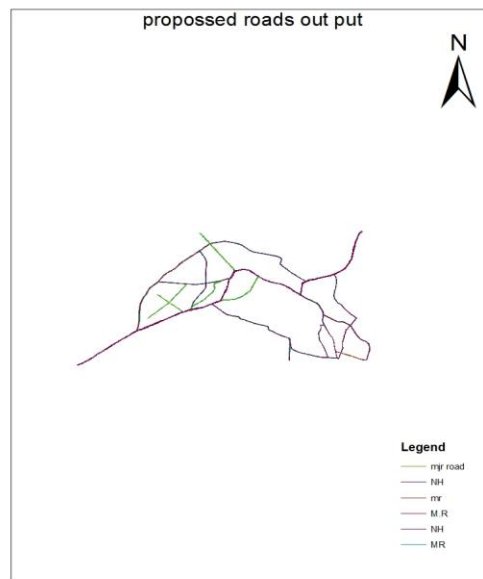 propossed roads out put
N
Legend
mjr road
NH
mr
M.R
NH
MR